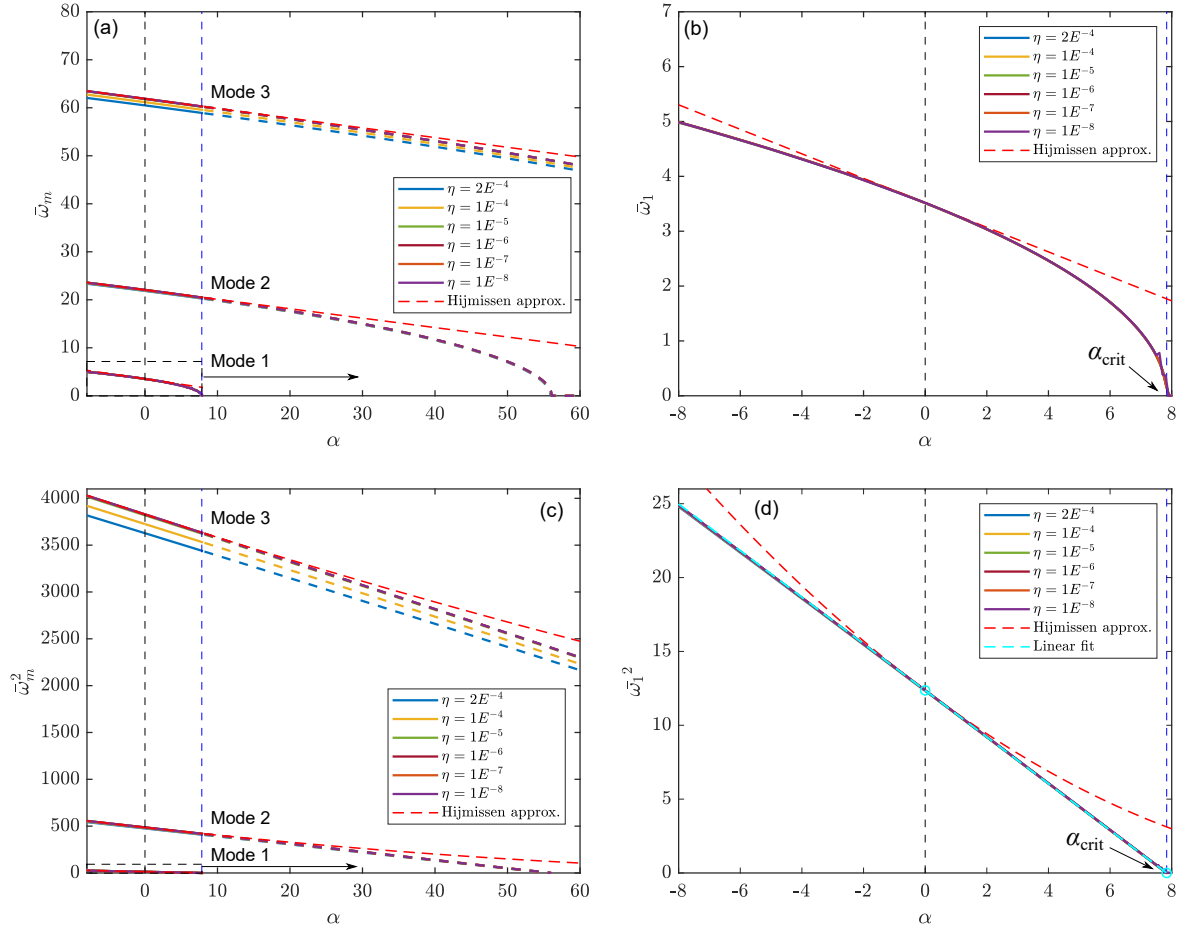 (a)
80
70
60
50
40
30
20
10
0
ω̄ₘ
Mode 3
Mode 2
Mode 1
η = 2E⁻⁴
η = 1E⁻⁴
η = 1E⁻⁵
η = 1E⁻⁶
η = 1E⁻⁷
η = 1E⁻⁸
Hijmissen approx.
0 10 20 30 40 50 60
α
(b)
7
6
5
4
3
2
1
0
ω̄₁
η = 2E⁻⁴
η = 1E⁻⁴
η = 1E⁻⁵
η = 1E⁻⁶
η = 1E⁻⁷
η = 1E⁻⁸
Hijmissen approx.
α_crit
-8 -6 -4 -2 0 2 4 6 8
α
(c)
4000
3500
3000
2500
2000
1500
1000
500
0
ω̄ₘ²
Mode 3
Mode 2
Mode 1
η = 2E⁻⁴
η = 1E⁻⁴
η = 1E⁻⁵
η = 1E⁻⁶
η = 1E⁻⁷
η = 1E⁻⁸
Hijmissen approx.
0 10 20 30 40 50 60
α
(d)
25
20
15
10
5
0
ω̄₁²
η = 2E⁻⁴
η = 1E⁻⁴
η = 1E⁻⁵
η = 1E⁻⁶
η = 1E⁻⁷
η = 1E⁻⁸
Hijmissen approx.
Linear fit
α_crit
-8 -6 -4 -2 0 2 4 6 8
α